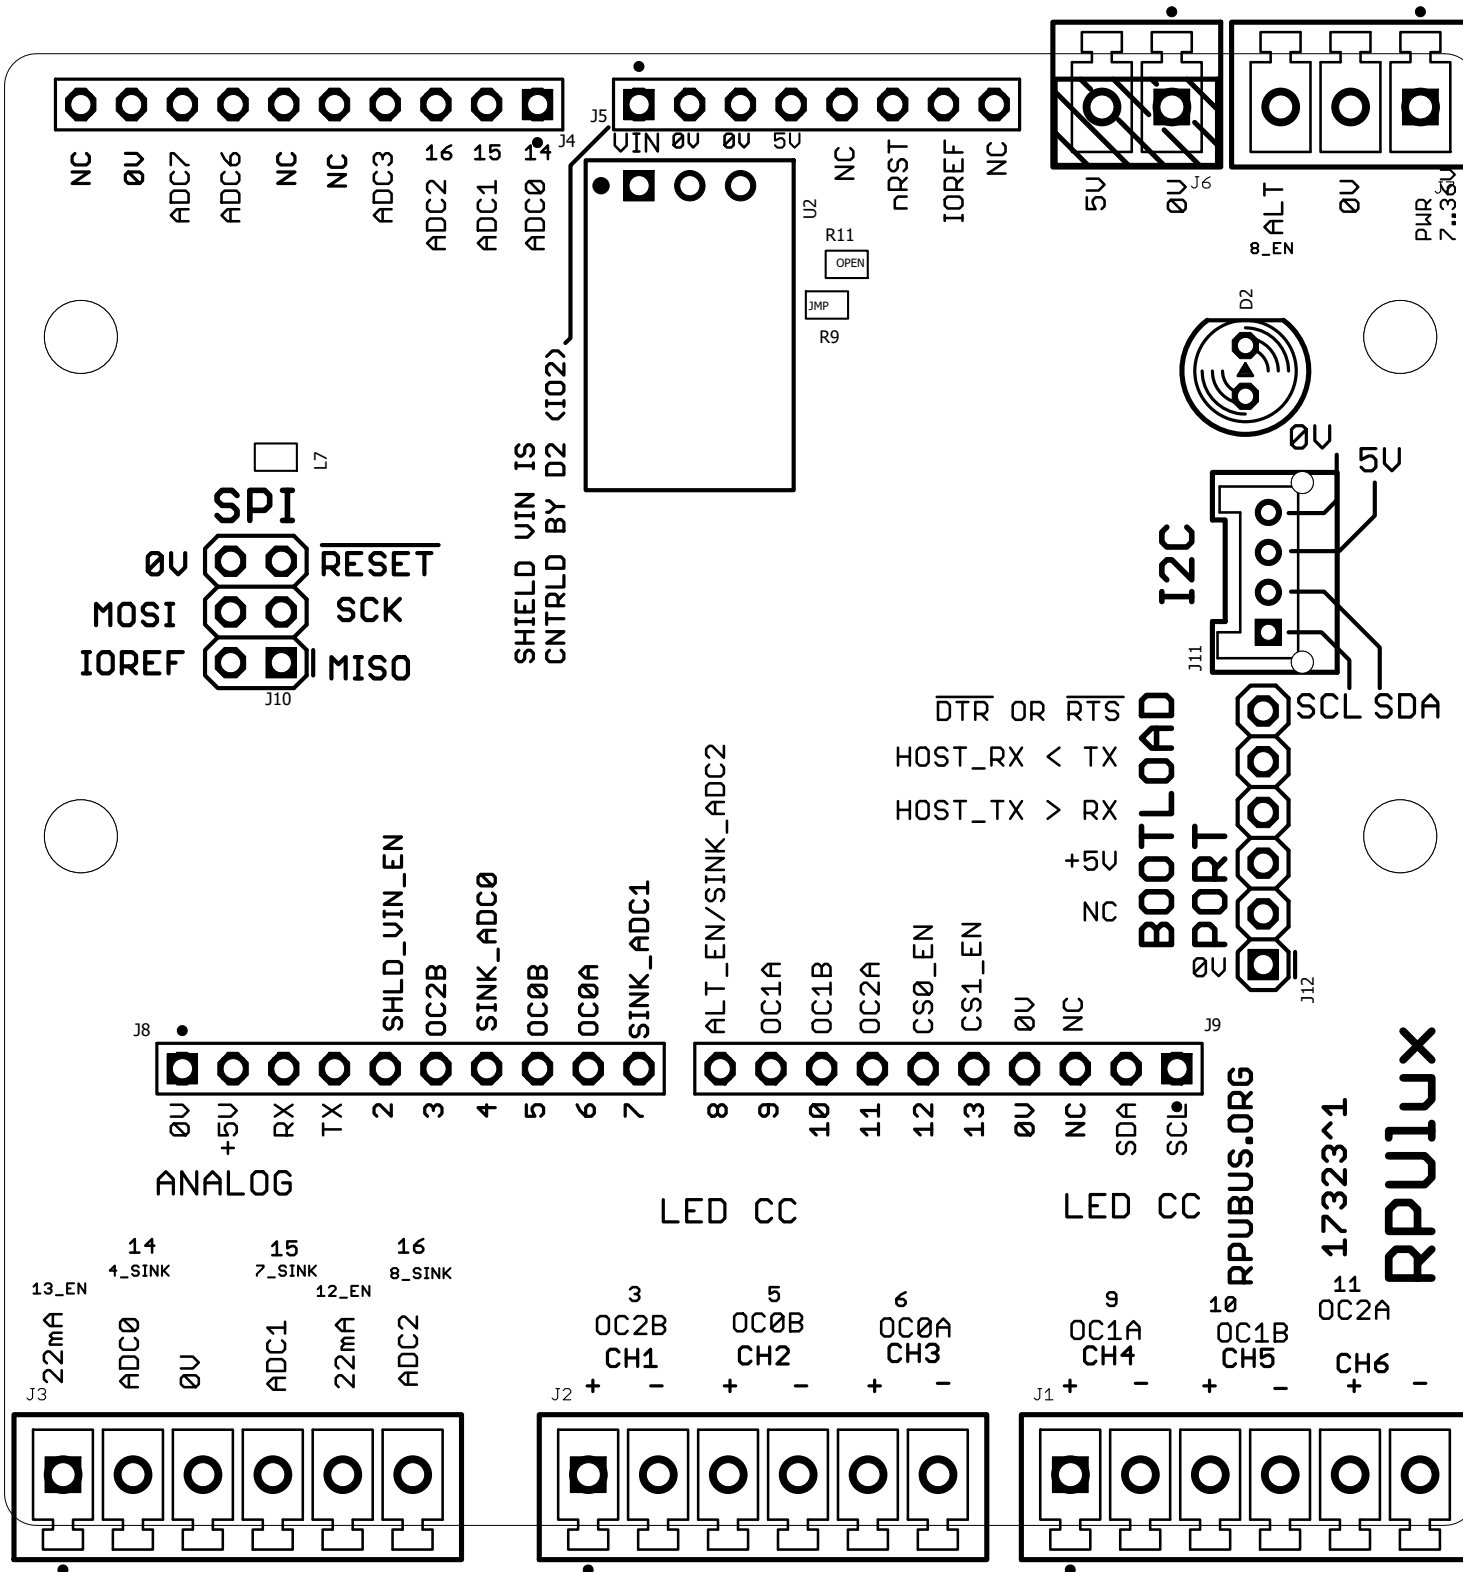 J5
J4
VIN 0V 0V 5V
NC
nRST
IOREF
NC
NC
0V
ADC7
ADC6
NC
NC
ADC3
16
ADC2
15
ADC1
14
ADC0
J6
5V
0V
ALT
8_EN
0V
PWR
7..36V
U2
R11
OPEN
JMP
R9
D2
SHIELD VIN IS
CNTRLD BY D2 (IO2)
L7
SPI
0V RESET
MOSI SCK
IOREF MISO
J10
0V
5V
I2C
J11
SCL SDA
DTR OR RTS
HOST_RX < TX
HOST_TX > RX
+5V
NC
0V
BOOTLOAD
PORT
J12
J8
SHLD_VIN_EN
OC2B
SINK_ADC0
OC0B
OC0A
SINK_ADC1
ALT_EN/SINK_ADC2
OC1A
OC1B
OC2A
CS0_EN
CS1_EN
0V
NC
J9
0V
+5V
RX
TX
2
3
4
5
6
7
8
9
10
11
12
13
0V
NC
SDA
SCL
RPUBUS.ORG
17323^1
RPUlux
ANALOG
LED CC
LED CC
13_EN
22mA
14
4_SINK
ADC0
0V
15
7_SINK
ADC1
12_EN
22mA
16
8_SINK
ADC2
J3
3
OC2B
CH1
+ -
5
OC0B
CH2
+ -
6
OC0A
CH3
+ -
J2
9
OC1A
CH4
+ -
10
OC1B
CH5
+ -
11
OC2A
CH6
+ -
J1